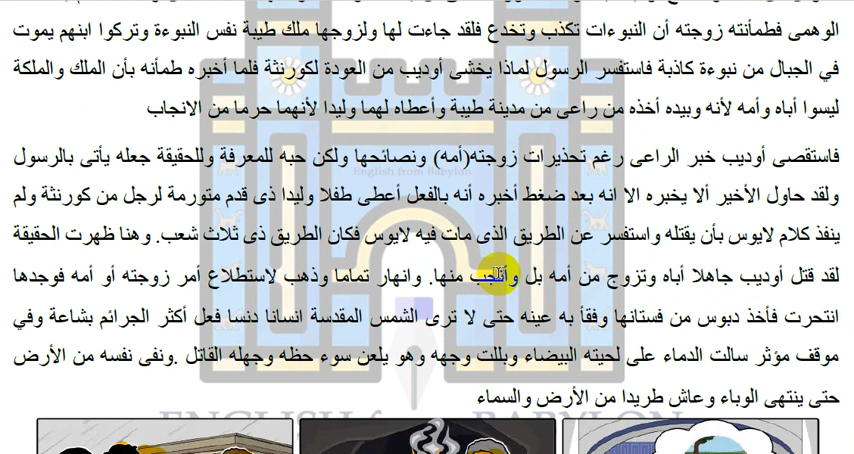 الوهمى فطمأنته زوجته أن النبوءات تكذب وتخدع فلقد جاءت لها ولزوجها ملك طيبة نفس النبوءة وتركوا ابنهم يموت
في الجبال من نبوءة كاذبة فاستفسر الرسول لماذا يخشى أوديب من العودة لكورنثة فلما أخبره طمأنه بأن الملك والملكة
ليسوا أباه وأمه لأنه وبيده أخذه من راعى من مدينة طيبة وأعطاه لهما وليدا لأنهما حرما من الانجاب
فاستقصى أوديب خبر الراعى رغم تحذيرات زوجته(أمه) ونصائحها ولكن حبه للمعرفة وللحقيقة جعله يأتى بالرسول
English from Babylon
ولقد حاول الأخير ألا يخبره الا انه بعد ضغط أخبره أنه بالفعل أعطى طفلا وليدا ذى قدم متورمة لرجل من كورنثة ولم
ينفذ كلام لايوس بأن يقتله واستفسر عن الطريق الذى مات فيه لايوس فكان الطريق ذى ثلاث شعب. وهنا ظهرت الحقيقة
لقد قتل أوديب جاهلا أباه وتزوج من أمه بل وأنجب منها. وانهار تماما وذهب لاستطلاع أمر زوجته أو أمه فوجدها
انتحرت فأخذ دبوس من فستانها وفقأ به عينه حتى لا ترى الشمس المقدسة انسانا دنسا فعل أكثر الجرائم بشاعة وفي
موقف مؤثر سالت الدماء على لحيته البيضاء وبللت وجهه وهو يلعن سوء حظه وجهله القاتل .ونفى نفسه من الأرض
حتى ينتهى الوباء وعاش طريدا من الأرض والسماء
ENGLISH for BABYLON